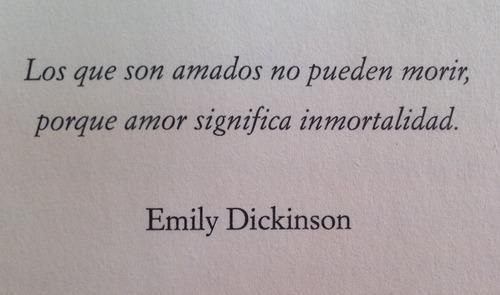 Los que son amados no pueden morir,
porque amor significa inmortalidad.
Emily Dickinson